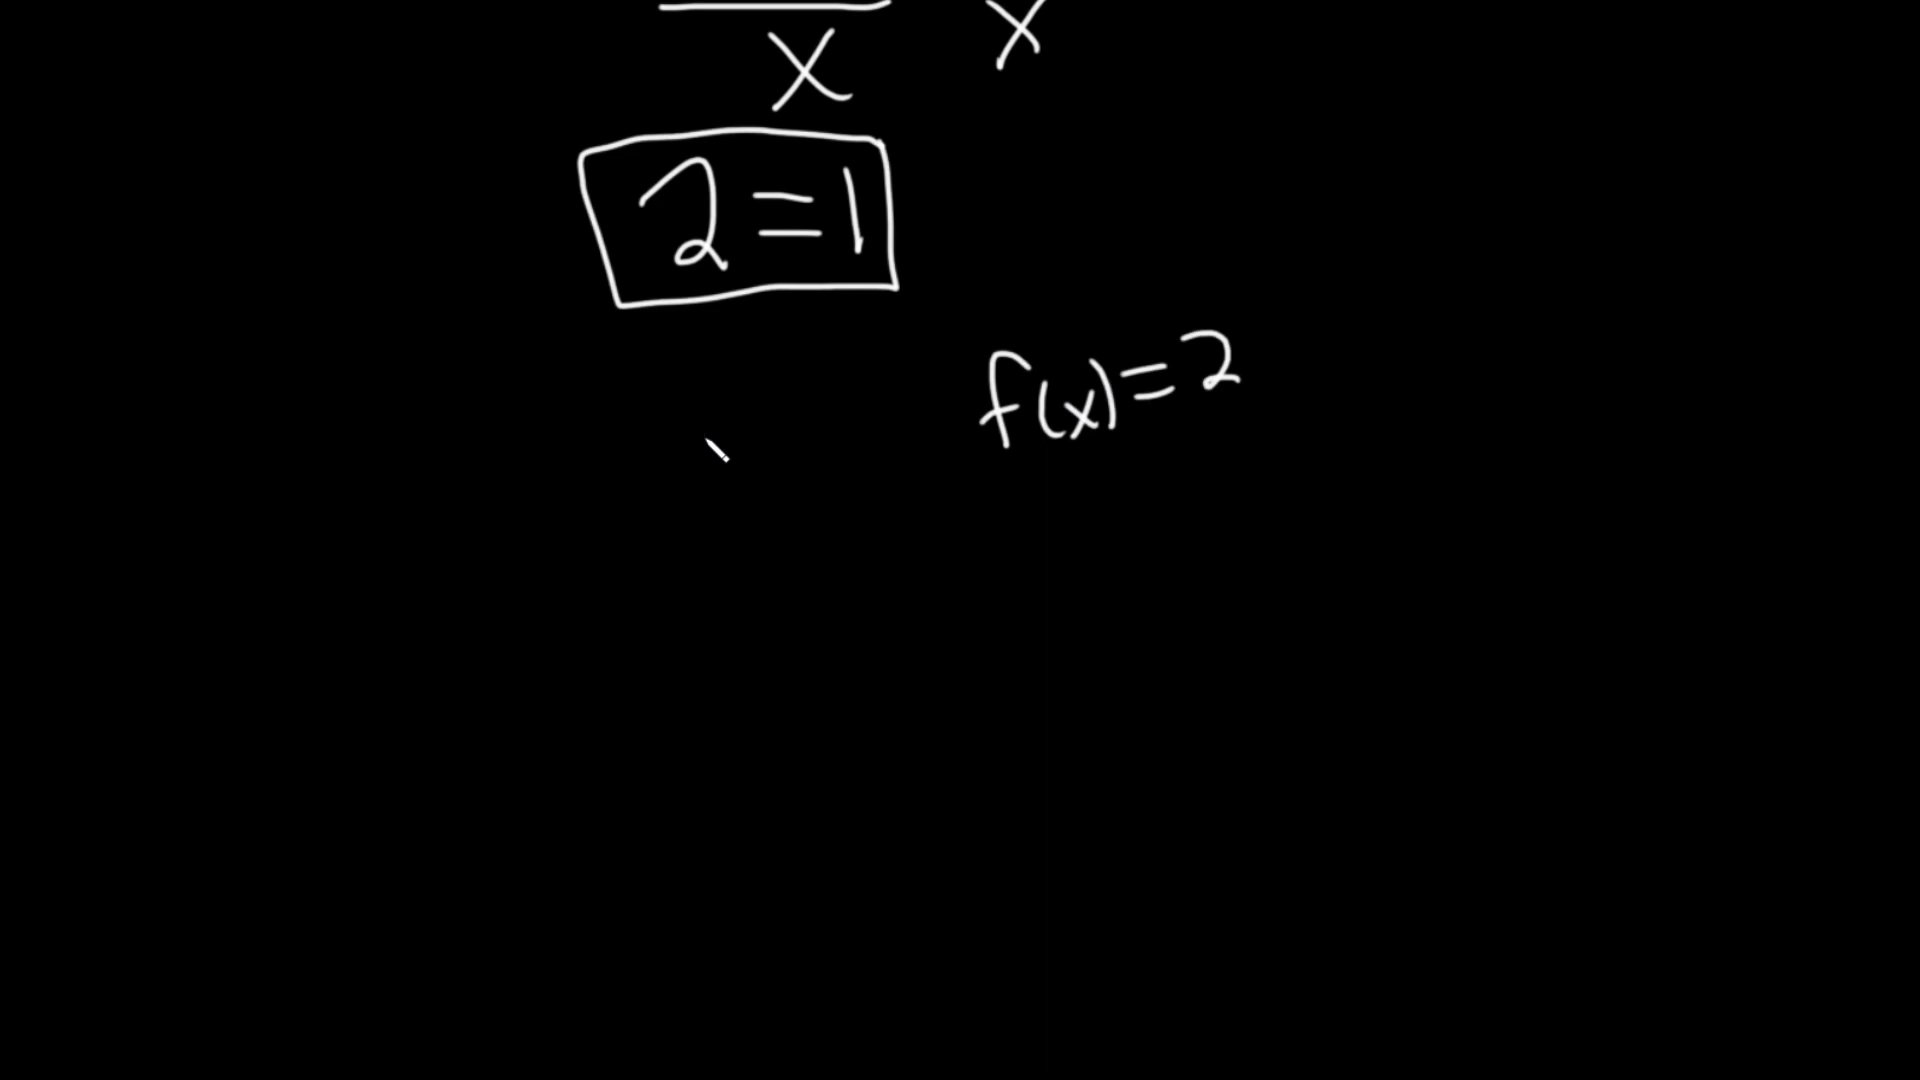 x x
2=1
f(x)=2